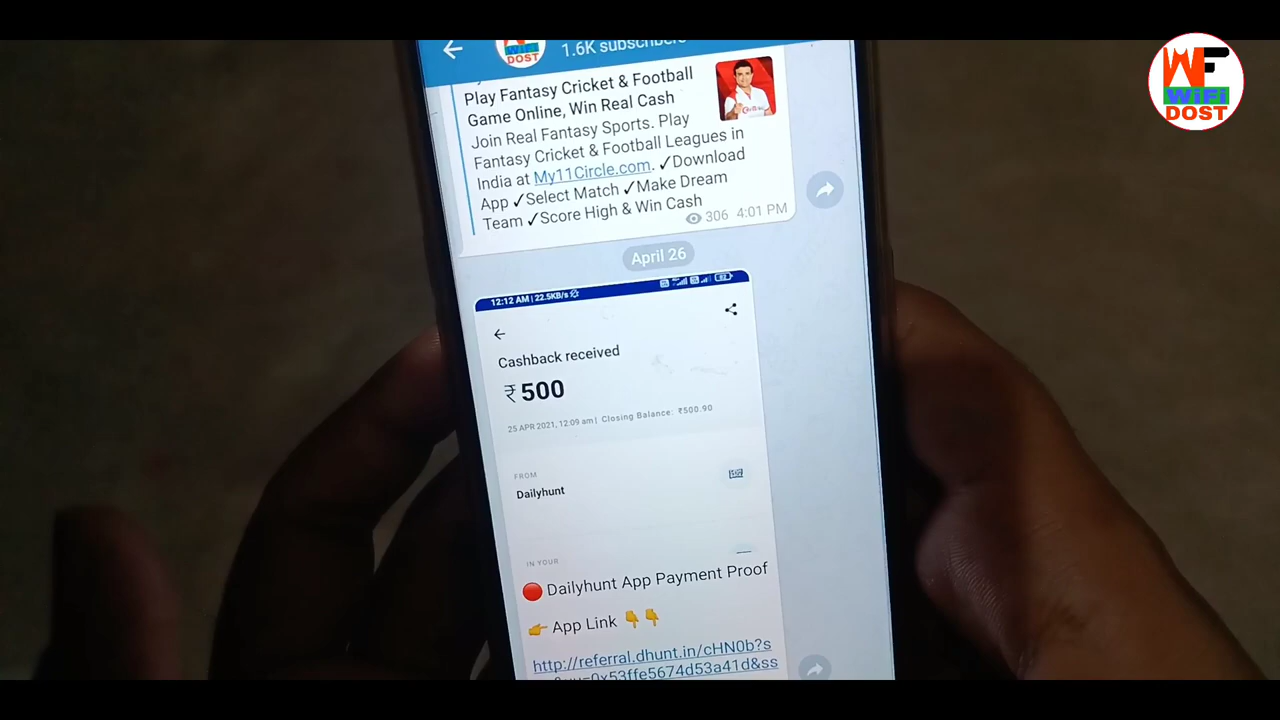 WF
WiFi
DOST
DOST
1.6K subscribers
Play Fantasy Cricket & Football
Game Online, Win Real Cash
Join Real Fantasy Sports. Play
Fantasy Cricket & Football Leagues in
India at My11Circle.com. ✓Download
App ✓Select Match ✓Make Dream
Team ✓Score High & Win Cash
306 4:01 PM
April 26
12:12 AM | 22.5KB/s
Cashback received
₹500
25 APR 2021, 12:09 am | Closing Balance: ₹500.90
FROM
Dailyhunt
IN YOUR
🔴 Dailyhunt App Payment Proof
👉 App Link 👇👇
http://referral.dhunt.in/cHN0b?s
=0x53ffe5674d53a41d&ss